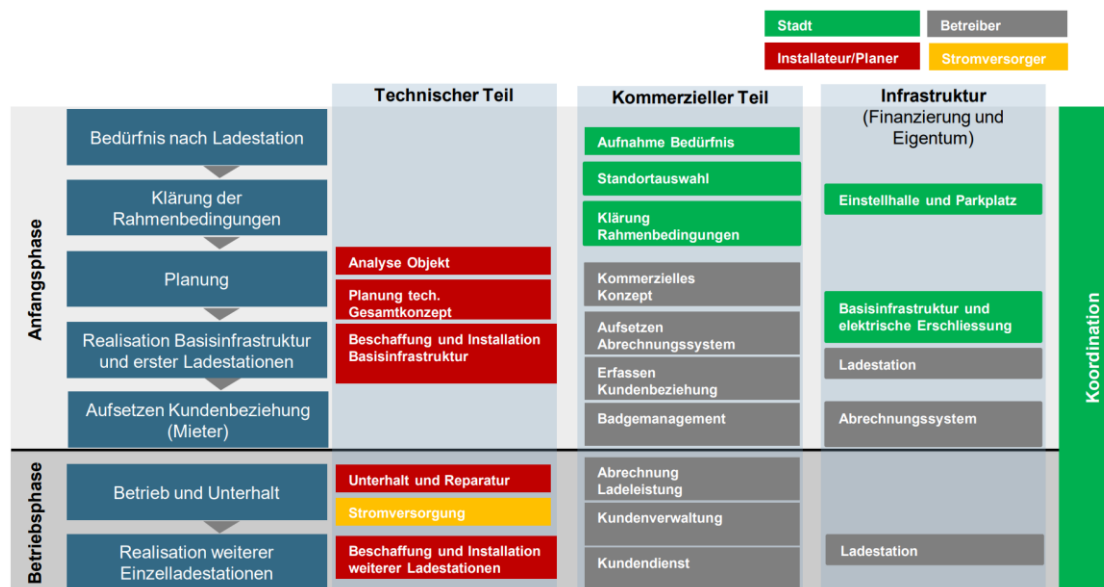 Stadt
Betreiber
Installateur/Planer
Stromversorger
Technischer Teil
Kommerzieller Teil
Infrastruktur
(Finanzierung und
Eigentum)
Anfangsphase
Bedürfnis nach Ladestation
Klärung der
Rahmenbedingungen
Planung
Realisation Basisinfrastruktur
und erster Ladestationen
Aufsetzen Kundenbeziehung
(Mieter)
Analyse Objekt
Planung tech.
Gesamtkonzept
Beschaffung und Installation
Basisinfrastruktur
Aufnahme Bedürfnis
Standortauswahl
Klärung
Rahmenbedingungen
Kommerzielles
Konzept
Aufsetzen
Abrechnungssystem
Erfassen
Kundenbeziehung
Badgemanagement
Einstellhalle und Parkplatz
Basisinfrastruktur und
elektrische Erschliessung
Ladestation
Abrechnungssystem
Koordination
Betriebsphase
Betrieb und Unterhalt
Realisation weiterer
Einzelladestationen
Unterhalt und Reparatur
Stromversorgung
Beschaffung und Installation
weiterer Ladestationen
Abrechnung
Ladeleistung
Kundenverwaltung
Kundendienst
Ladestation